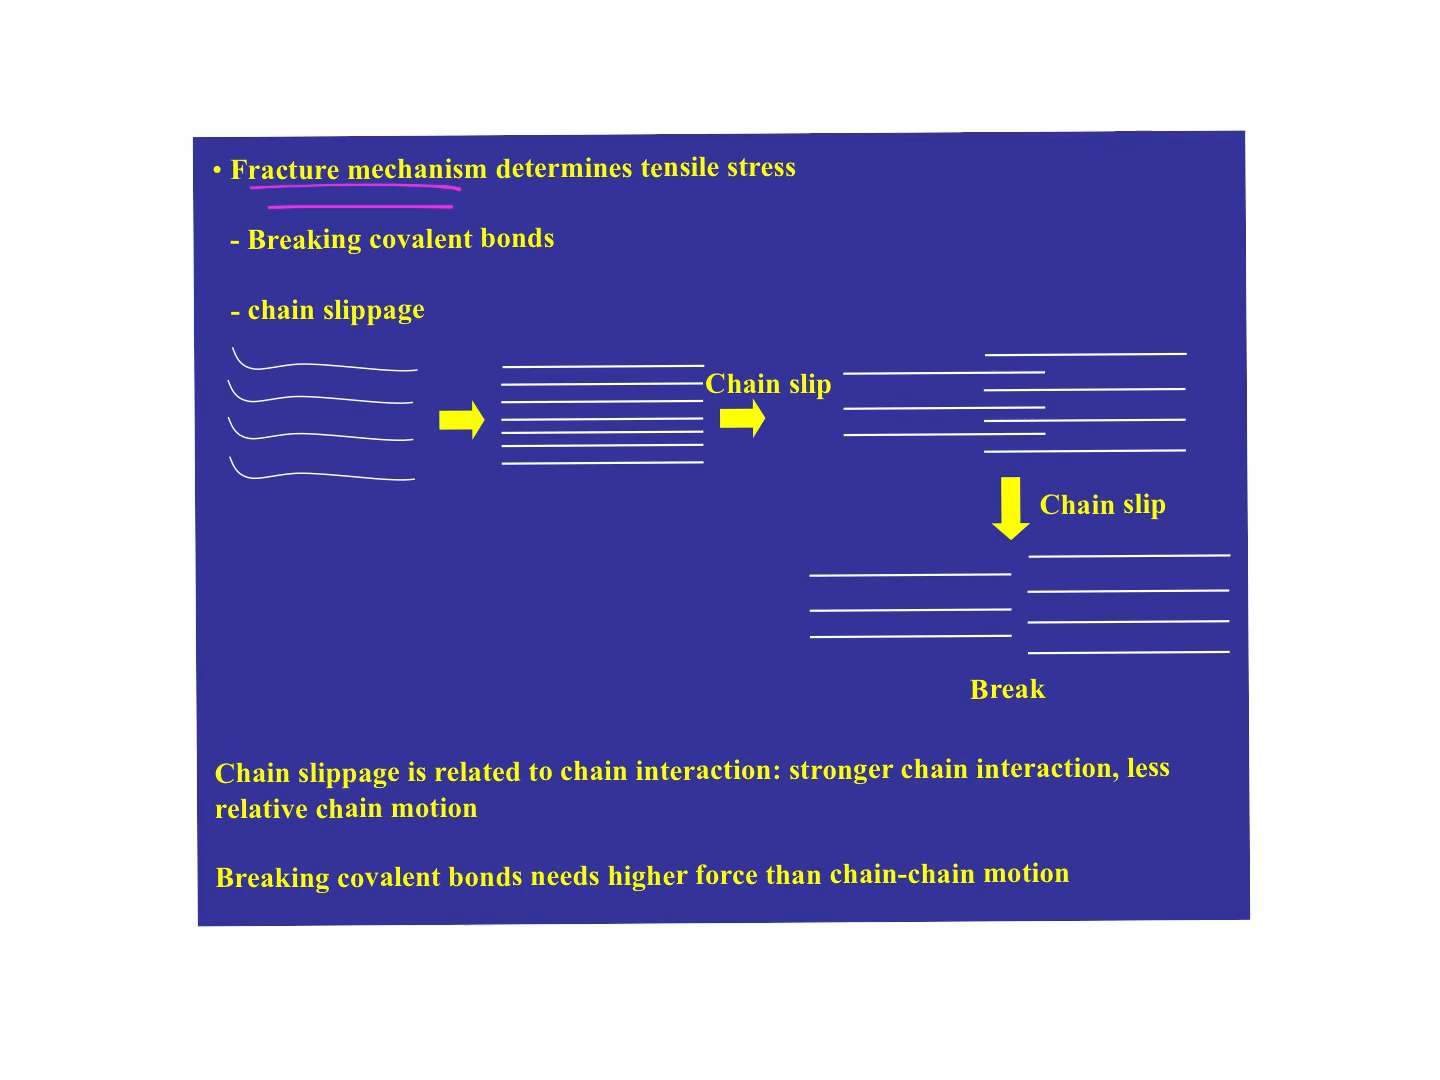 • Fracture mechanism determines tensile stress
- Breaking covalent bonds
- chain slippage
Chain slip
Chain slip
Break
Chain slippage is related to chain interaction: stronger chain interaction, less
relative chain motion
Breaking covalent bonds needs higher force than chain-chain motion